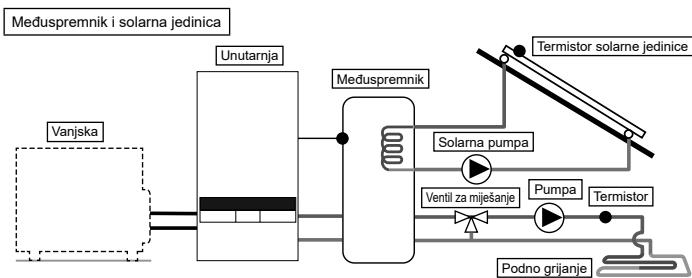 Međuspremnik i solarna jedinica
Unutarnja
Termistor solarne jedinice
Međuspremnik
Vanjska
Solarna pumpa
Ventil za miješanje
Pumpa
Termistor
Podno grijanje